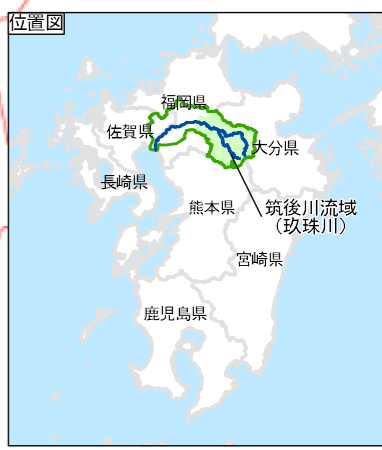 位置図
福岡県
佐賀県
大分県
長崎県
熊本県
筑後川流域
（玖珠川）
宮崎県
鹿児島県